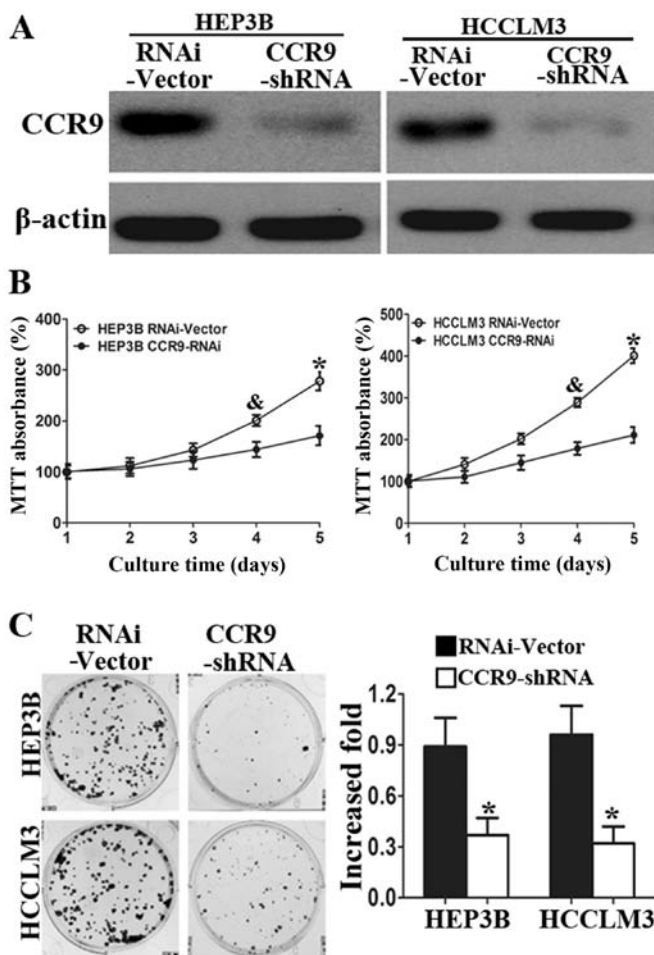 A
HEP3B
HCCLM3
RNAi
-Vector
CCR9
-shRNA
RNAi
-Vector
CCR9
-shRNA
CCR9
β-actin
B
400
300
200
100
0
1 2 3 4 5
MTT absorbance (%)
Culture time (days)
HEP3B RNAi-Vector
HEP3B CCR9-RNAi
&
*
500
400
300
200
100
0
1 2 3 4 5
MTT absorbance (%)
Culture time (days)
HCCLM3 RNAi-Vector
HCCLM3 CCR9-RNAi
&
*
C
RNAi
-Vector
CCR9
-shRNA
HEP3B
HCCLM3
RNAi-Vector
CCR9-shRNA
Increased fold
1.2
0.9
0.6
0.3
0.0
*
*
HEP3B HCCLM3